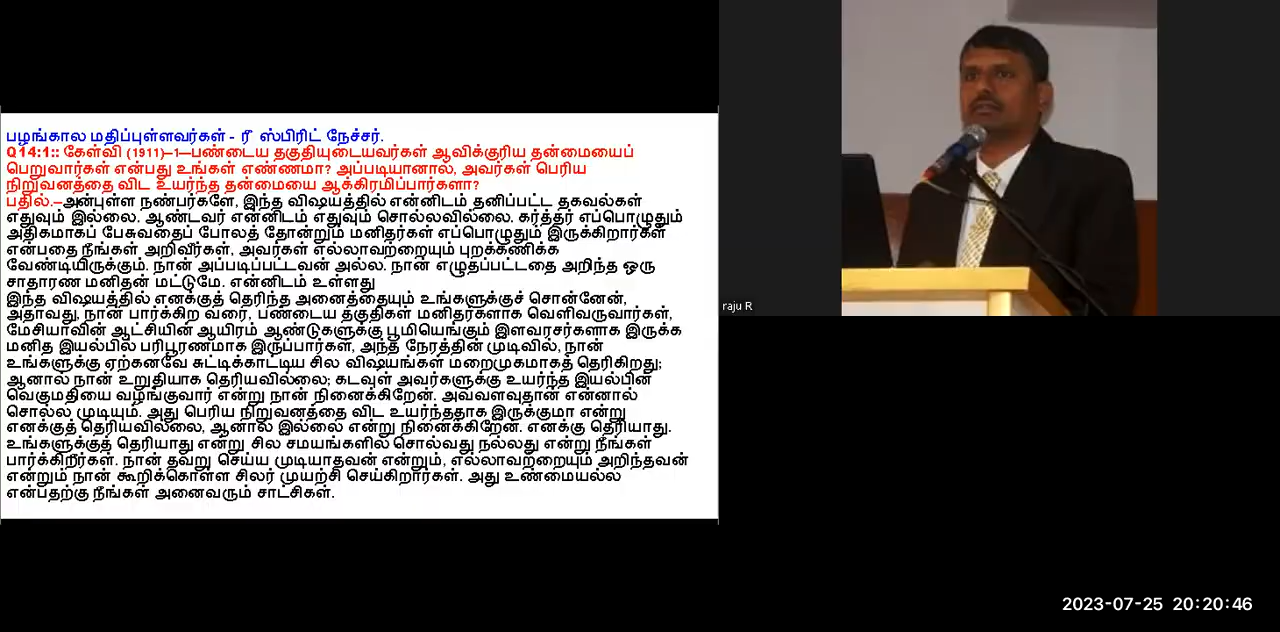 பழங்கால மதிப்புள்ளவர்கள் - ரீ ஸ்பிரிட் நேச்சர்.
Q14:1:: கேள்வி (1911)–1—பண்டைய தகுதியுடையவர்கள் ஆவிக்குரிய தன்மையைப்
பெறுவார்கள் என்பது உங்கள் எண்ணமா? அப்படியானால், அவர்கள் பெரிய
நிறுவனத்தை விட உயர்ந்த தன்மையை ஆக்கிரமிப்பார்களா?
பதில்.–அன்புள்ள நண்பர்களே, இந்த விஷயத்தில் என்னிடம் தனிப்பட்ட தகவல்கள்
எதுவும் இல்லை. ஆண்டவர் என்னிடம் எதுவும் சொல்லவில்லை. கர்த்தர் எப்பொழுதும்
அதிகமாகப் பேசுவதைப் போலத் தோன்றும் மனிதர்கள் எப்பொழுதும் இருக்கிறார்கள்
என்பதை நீங்கள் அறிவீர்கள், அவர்கள் எல்லாவற்றையும் புறக்கணிக்க
வேண்டியிருக்கும். நான் அப்படிப்பட்டவன் அல்ல. நான் எழுதப்பட்டதை அறிந்த ஒரு
சாதாரண மனிதன் மட்டுமே. என்னிடம் உள்ளது
இந்த விஷயத்தில் எனக்குத் தெரிந்த அனைத்தையும் உங்களுக்குச் சொன்னேன்,
அதாவது, நான் பார்க்கிற வரை, பண்டைய தகுதிகள் மனிதர்களாக வெளிவருவார்கள்,
மேசியாவின் ஆட்சியின் ஆயிரம் ஆண்டுகளுக்கு பூமியெங்கும் இளவரசர்களாக இருக்க
மனித இயல்பில் பரிபூரணமாக இருப்பார்கள், அந்த நேரத்தின் முடிவில், நான்
உங்களுக்கு ஏற்கனவே சுட்டிக்காட்டிய சில விஷயங்கள் மறைமுகமாகத் தெரிகிறது;
ஆனால் நான் உறுதியாக தெரியவில்லை; கடவுள் அவர்களுக்கு உயர்ந்த இயல்பின்
வெகுமதியை வழங்குவார் என்று நான் நினைக்கிறேன். அவ்வளவுதான் என்னால்
சொல்ல முடியும். அது பெரிய நிறுவனத்தை விட உயர்ந்ததாக இருக்குமா என்று
எனக்குத் தெரியவில்லை, ஆனால் இல்லை என்று நினைக்கிறேன். எனக்கு தெரியாது.
உங்களுக்குத் தெரியாது என்று சில சமயங்களில் சொல்வது நல்லது என்று நீங்கள்
பார்க்கிறீர்கள். நான் தவறு செய்ய முடியாதவன் என்றும், எல்லாவற்றையும் அறிந்தவன்
என்றும் நான் கூறிக்கொள்ள சிலர் முயற்சி செய்கிறார்கள். அது உண்மையல்ல
என்பதற்கு நீங்கள் அனைவரும் சாட்சிகள்.
raju R
2023-07-25 20:20:46